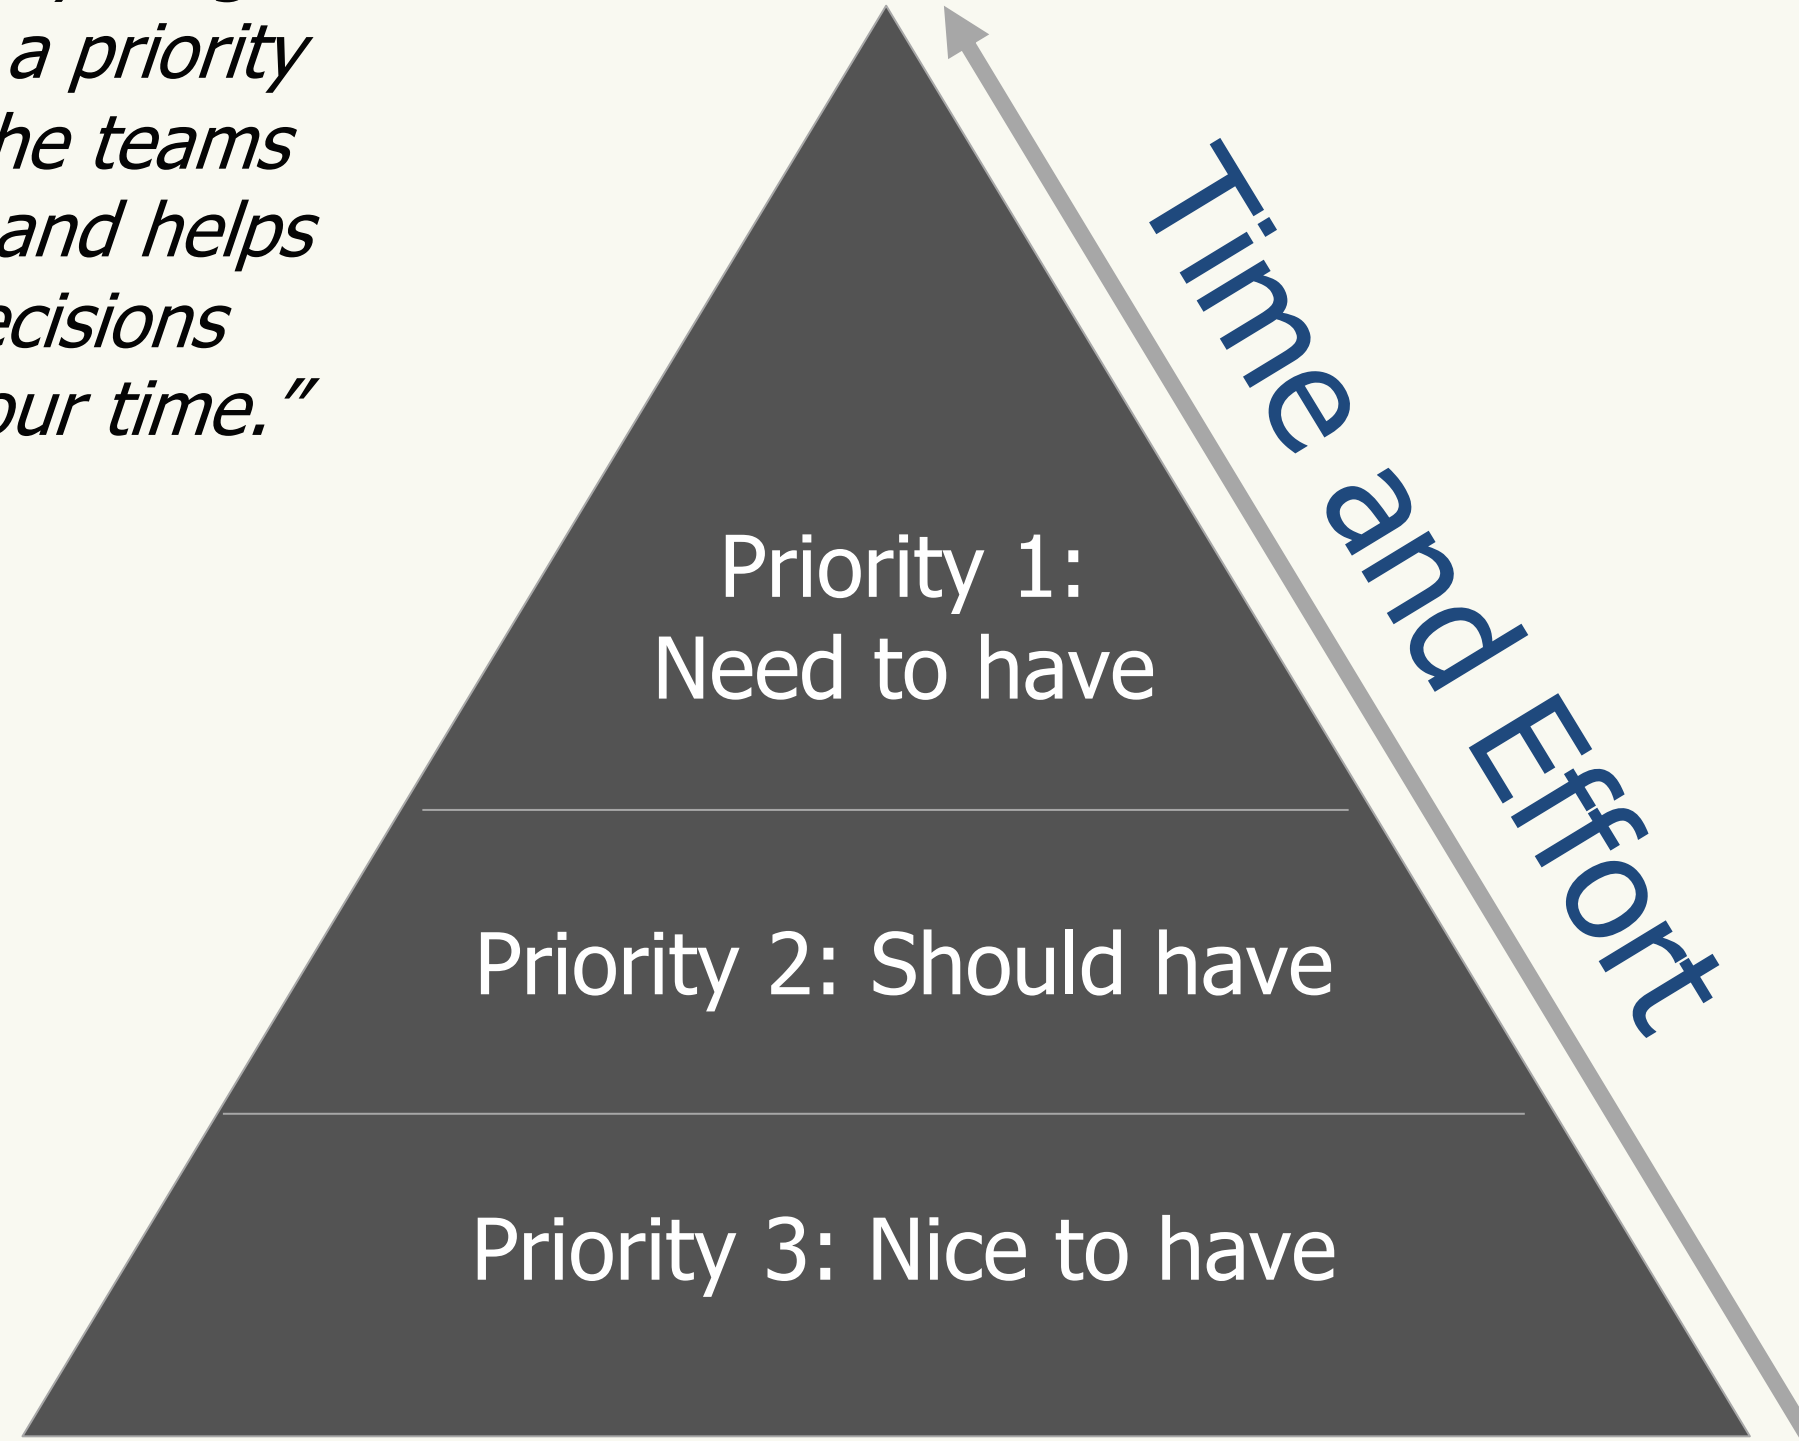 a priority
he teams
and helps
ecisions
our time.”
Priority 1:
Need to have
Priority 2: Should have
Priority 3: Nice to have
Time and Effort